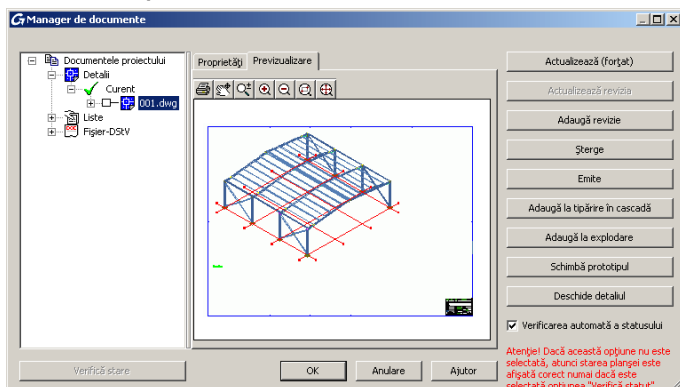 Manager de documente
Documentele proiectului
Detalii
Curent
001.dwg
Liste
Fişier-DStV
Proprietăţi
Previzualizare
Actualizează (forţat)
Actualizează revizia
Adaugă revizie
Şterge
Emite
Adaugă la tipărire în cascadă
Adaugă la explodare
Schimbă prototipul
Deschide detaliul
Verificarea automată a statusului
Atenţie! Dacă această opţiune nu este
selectată, atunci starea planşei este
afişată corect numai dacă este
selectată opţiunea "Verifică statut"
Verifică stare
OK
Anulare
Ajutor